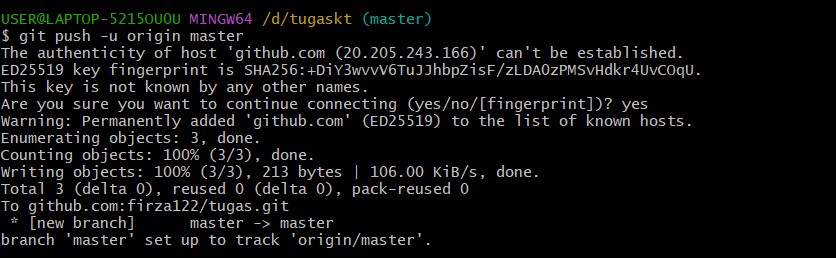 USER@LAPTOP-5215OUOU MINGW64 /d/tugaskt (master)
$ git push -u origin master
The authenticity of host 'github.com (20.205.243.166)' can't be established.
ED25519 key fingerprint is SHA256:+DiY3wvvV6TuJJhbpZisF/zLDA0zPMSvHdkr4UvCOqU.
This key is not known by any other names.
Are you sure you want to continue connecting (yes/no/[fingerprint])? yes
Warning: Permanently added 'github.com' (ED25519) to the list of known hosts.
Enumerating objects: 3, done.
Counting objects: 100% (3/3), done.
Writing objects: 100% (3/3), 213 bytes | 106.00 KiB/s, done.
Total 3 (delta 0), reused 0 (delta 0), pack-reused 0
To github.com:firza122/tugas.git
 * [new branch]      master -> master
branch 'master' set up to track 'origin/master'.